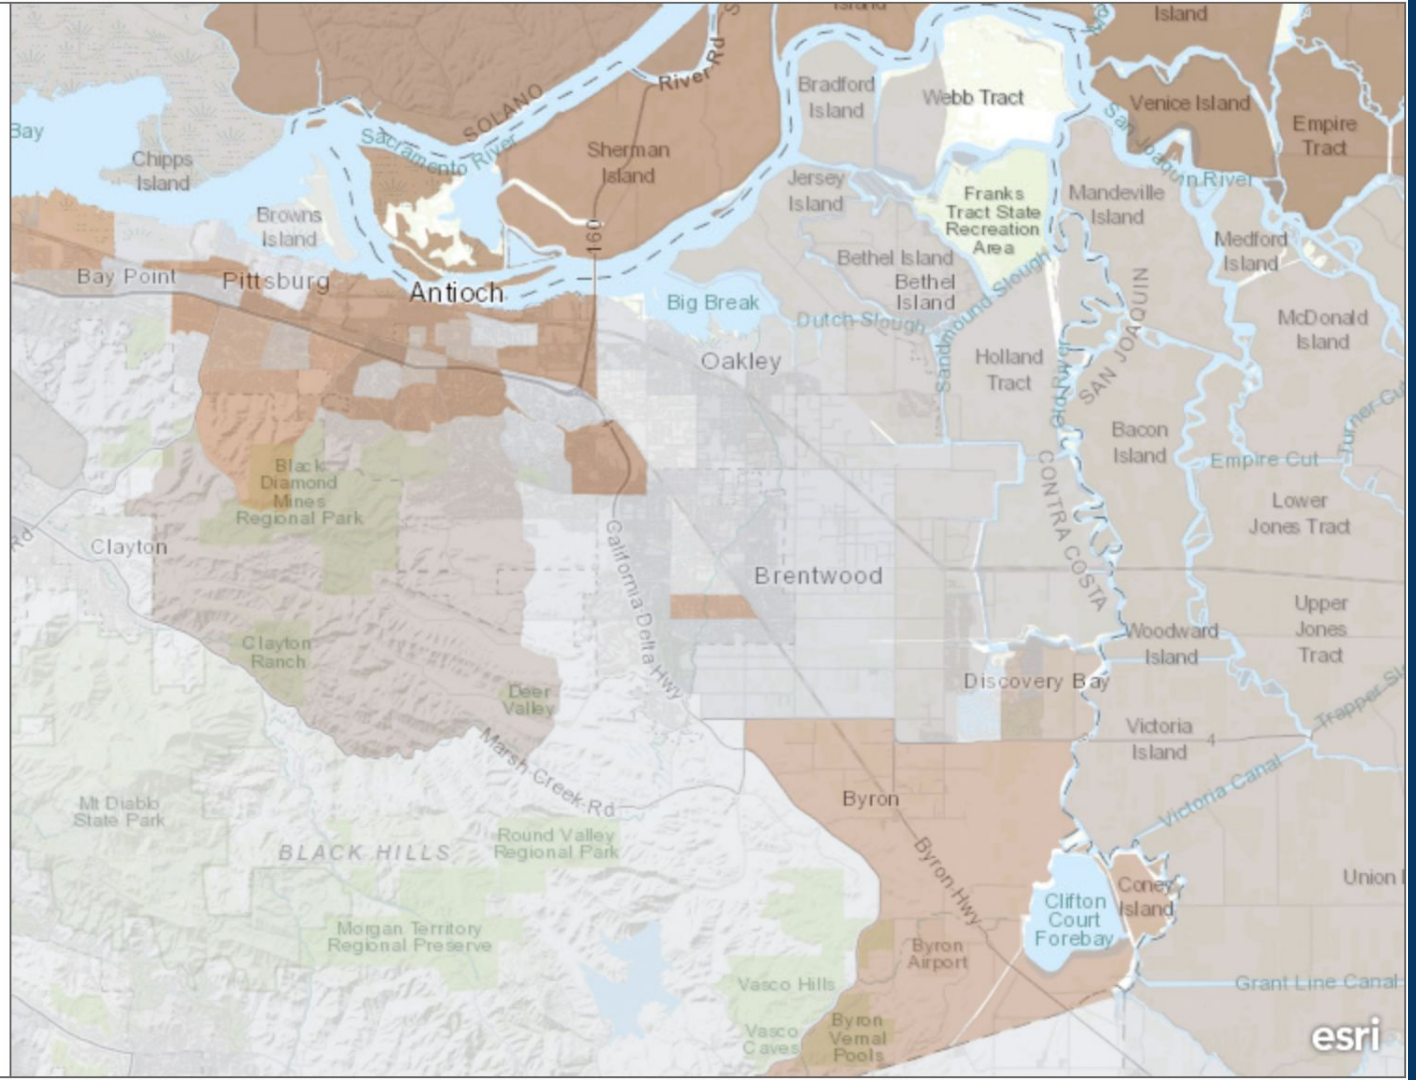 Island
Island
S
River Rd
SOLANO
Bradford
Island
Webb Tract
Venice Island
Empire
Tract
Bay
Sacramento River
San Joaquin River
Chipps
Island
Sherman
Island
Jersey
Island
Franks
Tract State
Recreation
Area
Mandeville
Island
Browns
Island
160
Medford
Island
Bethel Island
Bethel
Island
Bay Point
Pittsburg
Antioch
Big Break
Dutch Slough
Sandmound Slough
SAN JOAQUIN
McDonald
Island
Oakley
Holland
Tract
Turner Cut
Bacon
Island
Empire Cut
Black
Diamond
Mines
Regional Park
CONTRA COSTA
Lower
Jones Tract
Rd
Clayton
California Delta Hwy
Brentwood
Upper
Jones
Tract
Woodward
Island
Clayton
Ranch
Discovery Bay
Deer
Valley
Trapper Sl
Victoria
Island
4
Marsh Creek Rd
Victoria Canal
Mt Diablo
State Park
Byron
BLACK HILLS
Round Valley
Regional Park
Byron Hwy
Union I
Coney
Island
Clifton
Court
Forebay
Morgan Territory
Regional Preserve
Byron
Airport
Vasco Hills
Grant Line Canal
Vasco
Caves
Byron
Vernal
Pools
esri